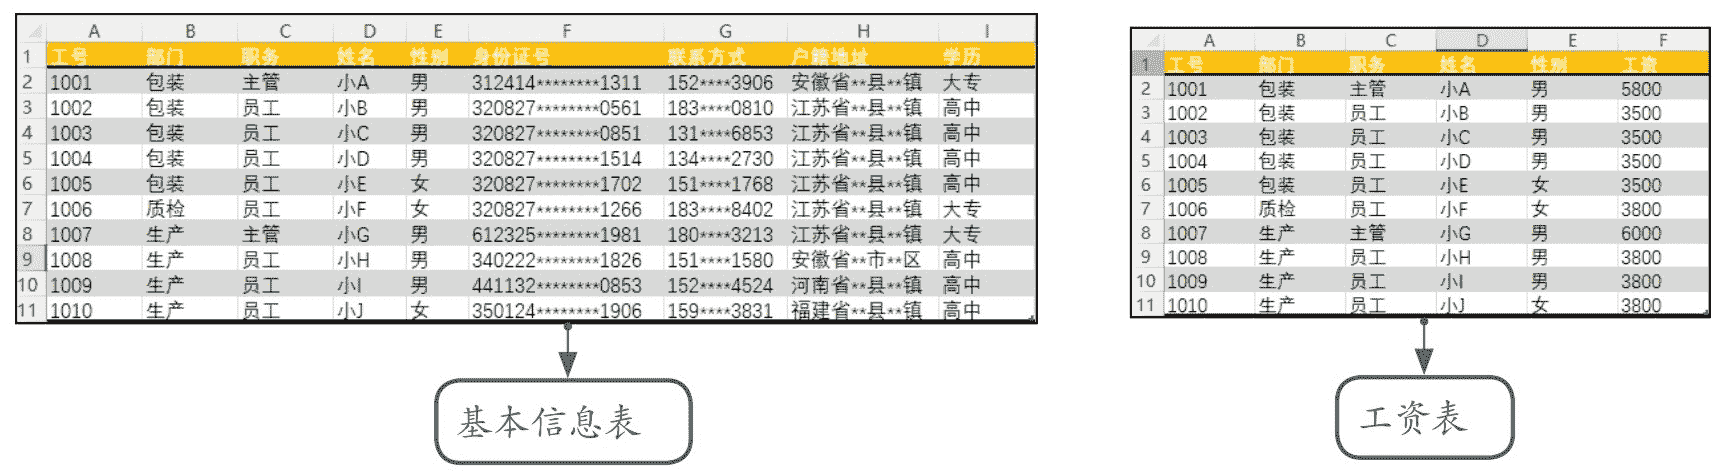 A B C D E F G H I
1 工号 部门 职务 姓名 性别 身份证号 联系方式 户籍地址 学历
2 1001 包装 主管 小A 男 312414********1311 152****3906 安徽省**县**镇 大专
3 1002 包装 员工 小B 男 320827********0561 183****0810 江苏省**县**镇 高中
4 1003 包装 员工 小C 男 320827********0851 131****6853 江苏省**县**镇 高中
5 1004 包装 员工 小D 男 320827********1514 134****2730 江苏省**县**镇 高中
6 1005 包装 员工 小E 女 320827********1702 151****1768 江苏省**县**镇 高中
7 1006 质检 员工 小F 女 320827********1266 183****8402 江苏省**县**镇 大专
8 1007 生产 主管 小G 男 612325********1981 180****3213 江苏省**县**镇 大专
9 1008 生产 员工 小H 男 340222********1826 151****1580 安徽省**市**区 高中
10 1009 生产 员工 小I 男 441132********0853 152****4524 河南省**县**镇 高中
11 1010 生产 员工 小J 女 350124********1906 159****3831 福建省**县**镇 高中
基本信息表
A B C D E F
1 工号 部门 职务 姓名 性别 工资
2 1001 包装 主管 小A 男 5800
3 1002 包装 员工 小B 男 3500
4 1003 包装 员工 小C 男 3500
5 1004 包装 员工 小D 男 3500
6 1005 包装 员工 小E 女 3500
7 1006 质检 员工 小F 女 3800
8 1007 生产 主管 小G 男 6000
9 1008 生产 员工 小H 男 3800
10 1009 生产 员工 小I 男 3800
11 1010 生产 员工 小J 女 3800
工资表